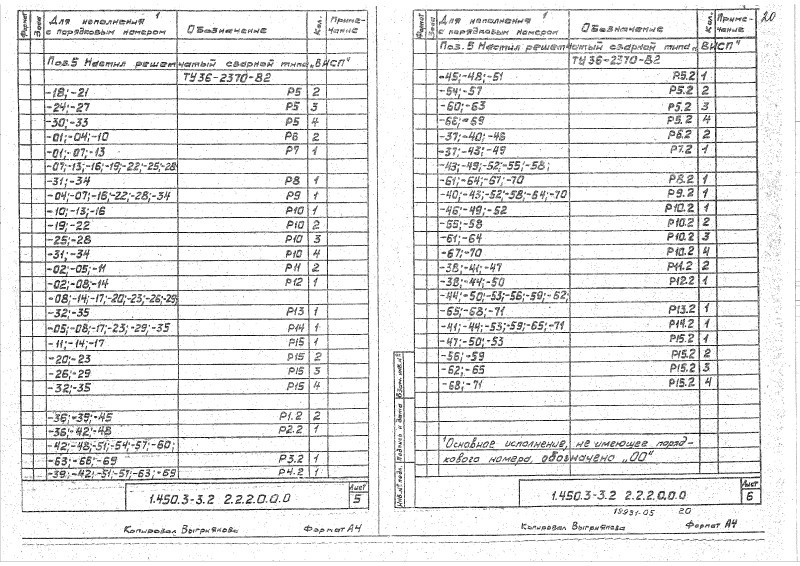 Формат
Зона
Для исполнения ¹
с порядковым номером
Обозначение
Кол.
Приме-
чание
Поз.5 Настил решетчатый сварной типа „ВИСП"
ТУ 36-2370-82
-18;-21 Р5 2
-24;-27 Р5 3
-30;-33 Р5 4
-01;-04;-10 Р6 2
-01;-07;-13 Р7 1
-07;-13;-16;-19;-22;-25;-28
-31;-34 Р8 1
-04;-07;-16;-22;-28;-34 Р9 1
-10;-13;-16 Р10 1
-19;-22 Р10 2
-25;-28 Р10 3
-31;-34 Р10 4
-02;-05;-11 Р11 2
-02;-08;-14 Р12 1
-08;-14;-17;-20;-23;-26;-29
-32;-35 Р13 1
-05;-08;-17;-23;-29;-35 Р14 1
-11;-14;-17 Р15 1
-20;-23 Р15 2
-26;-29 Р15 3
-32;-35 Р15 4
-36;-39;-45 Р1.2 2
-36;-42;-48 Р2.2 1
-42;-48;-51;-54;-57;-60;
-63;-66;-69 Р3.2 1
-39;-42;-51;-57;-63;-69 Р4.2 1
1.450.3-3.2 2.2.2.0.0.0
Лист
5
Копировал Выгриякова Формат А4
20
Формат
Зона
Для исполнения ¹
с порядковым номером
Обозначение
Кол.
Приме-
чание
Поз.5 Настил решетчатый сварной типа „ВИСП"
ТУ 36-2370-82
-45;-48;-51 Р5.2 1
-54;-57 Р5.2 2
-60;-63 Р5.2 3
-66;-69 Р5.2 4
-37;-40;-46 Р6.2 2
-37;-43;-49 Р7.2 1
-43;-49;-52;-55;-58;
-61;-64;-67;-70 Р8.2 1
-40;-43;-52;-58;-64;-70 Р9.2 1
-46;-49;-52 Р10.2 1
-55;-58 Р10.2 2
-61;-64 Р10.2 3
-67;-70 Р10.2 4
-38;-41;-47 Р11.2 2
-38;-44;-50 Р12.2 1
-44;-50;-53;-56;-59;-62;
-65;-68;-71 Р13.2 1
-41;-44;-53;-59;-65;-71 Р14.2 1
-47;-50;-53 Р15.2 1
-56;-59 Р15.2 2
-62;-65 Р15.2 3
-68;-71 Р15.2 4
¹Основное исполнение, не имеющее поряд-
кового номера, обозначено „00"
Инв.№ подл. Подпись и дата Взам. инв.№
1.450.3-3.2 2.2.2.0.0.0
Лист
6
18931-05 20
Копировал Выгриякова Формат А4